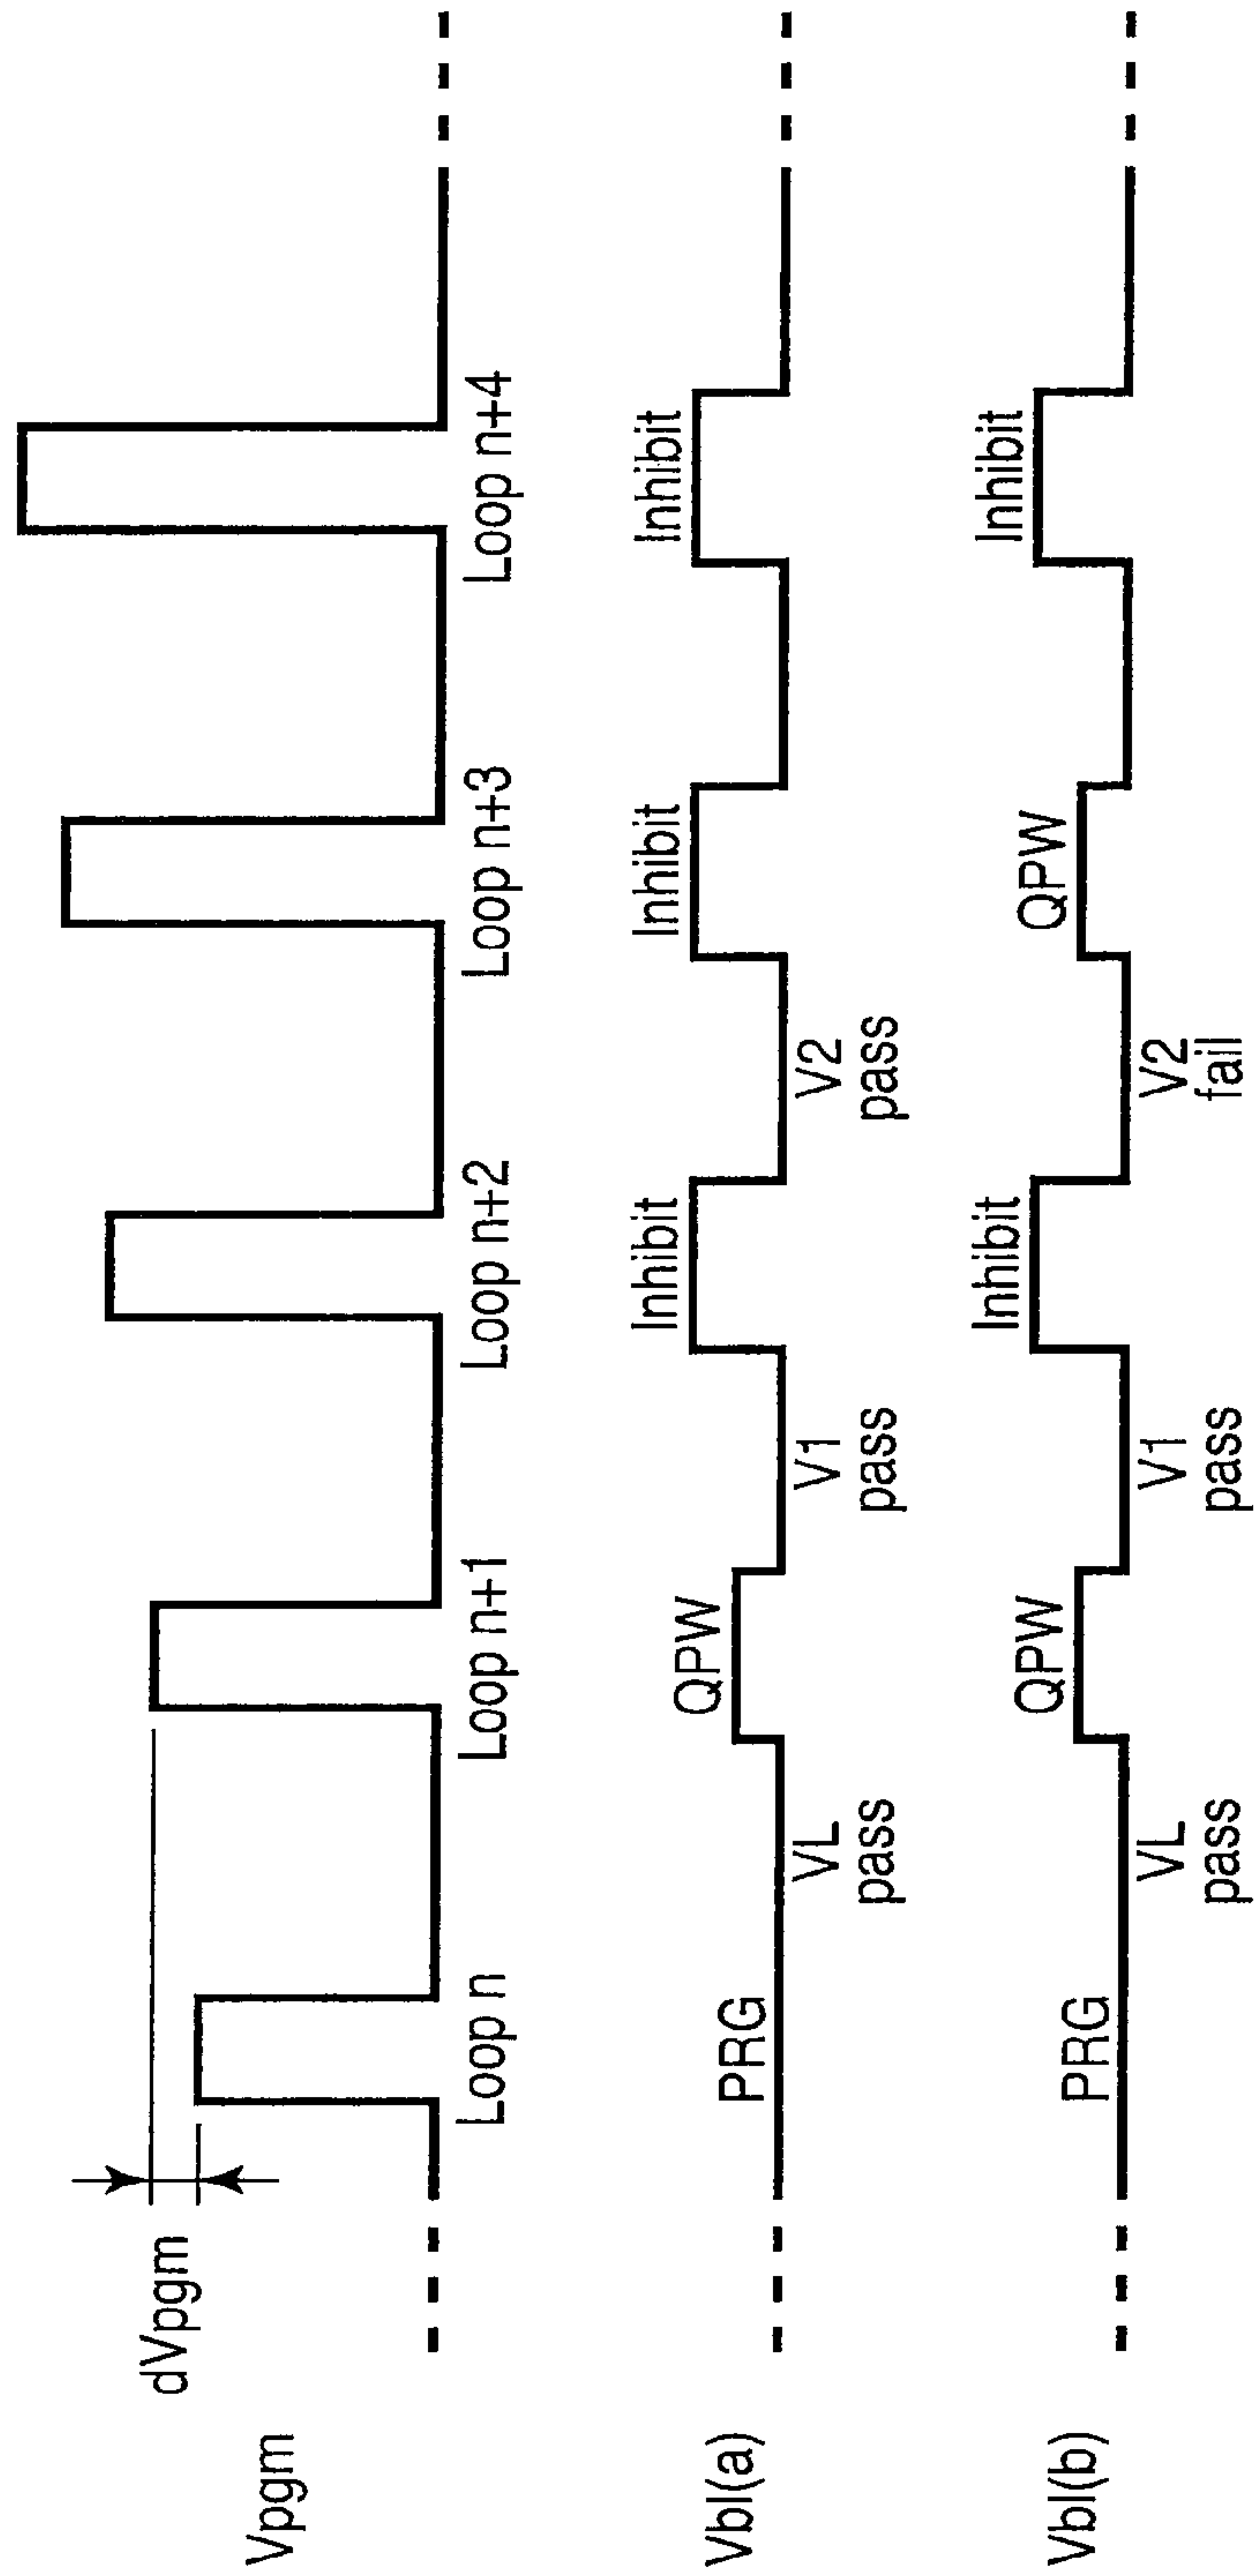 Vpgm
dVpgm
Loop n
Loop n+1
Loop n+2
Loop n+3
Loop n+4
Vbl(a)
PRG
VL
pass
QPW
V1
pass
Inhibit
V2
pass
Inhibit
Inhibit
Vbl(b)
PRG
VL
pass
QPW
V1
pass
Inhibit
V2
fail
QPW
Inhibit